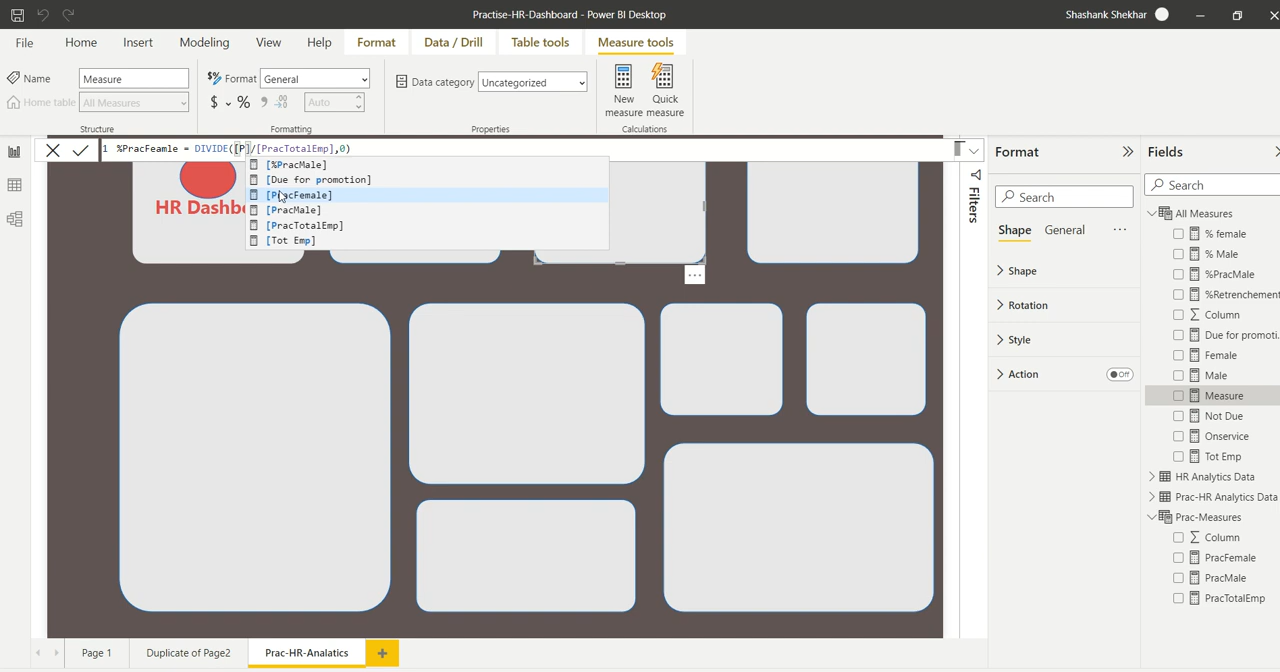 Practise-HR-Dashboard - Power BI Desktop
Shashank Shekhar
File Home Insert Modeling View Help Format Data / Drill Table tools Measure tools
Name Measure
Home table All Measures
Structure
$% Format General
$ % 9 Auto
Formatting
Data category Uncategorized
Properties
New measure
Quick measure
Calculations
1 %PracFeamle = DIVIDE([P]/[PracTotalEmp],0)
[%PracMale]
[Due for promotion]
[PracFemale]
[PracMale]
[PracTotalEmp]
[Tot Emp]
HR Dashbo
...
Filters
Format
Search
Shape General ...
Shape
Rotation
Style
Action Off
Fields
Search
All Measures
% female
% Male
%PracMale
%Retrenchement
Σ Column
Due for promoti...
Female
Male
Measure
Not Due
Onservice
Tot Emp
HR Analytics Data
Prac-HR Analytics Data
Prac-Measures
Σ Column
PracFemale
PracMale
PracTotalEmp
Page 1 Duplicate of Page2 Prac-HR-Analatics +